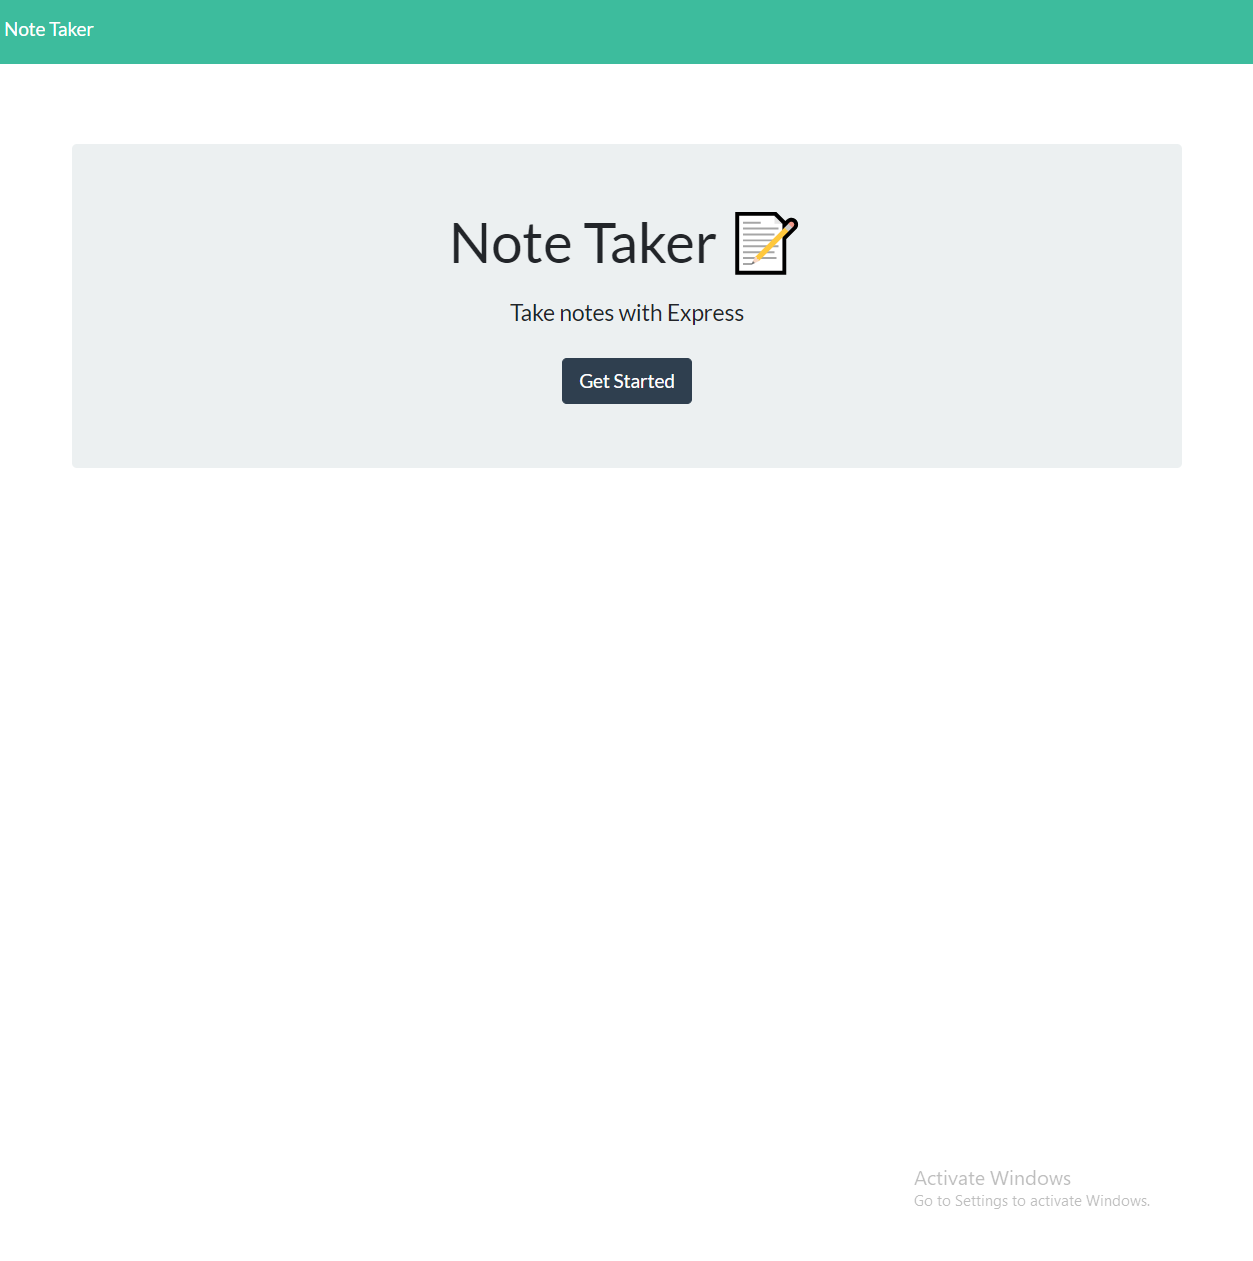 Note Taker
Note Taker
Take notes with Express
Get Started
Activate Windows
Go to Settings to activate Windows.